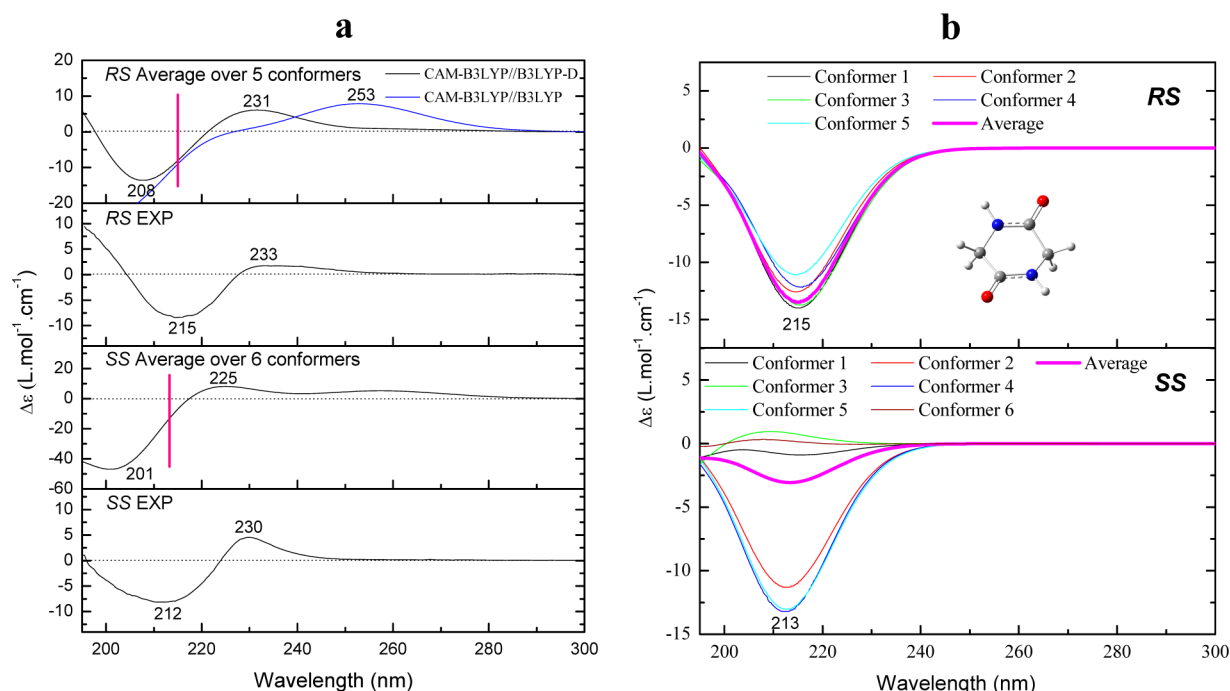 a
20
10
0
-10
-20
RS Average over 5 conformers
CAM-B3LYP//B3LYP-D
CAM-B3LYP//B3LYP
231
253
208
10
5
0
-5
-10
RS EXP
233
215
40
20
0
-20
-40
-60
SS Average over 6 conformers
225
201
10
5
0
-5
-10
SS EXP
230
212
Δε (L.mol⁻¹.cm⁻¹)
200 220 240 260 280 300
Wavelength (nm)
b
Conformer 1 Conformer 2
Conformer 3 Conformer 4
Conformer 5 Average
RS
0
-5
-10
-15
215
Conformer 1 Conformer 2 Average
Conformer 3 Conformer 4
Conformer 5 Conformer 6
SS
5
0
-5
-10
-15
213
Δε (L.mol⁻¹.cm⁻¹)
200 220 240 260 280 300
Wavelength (nm)